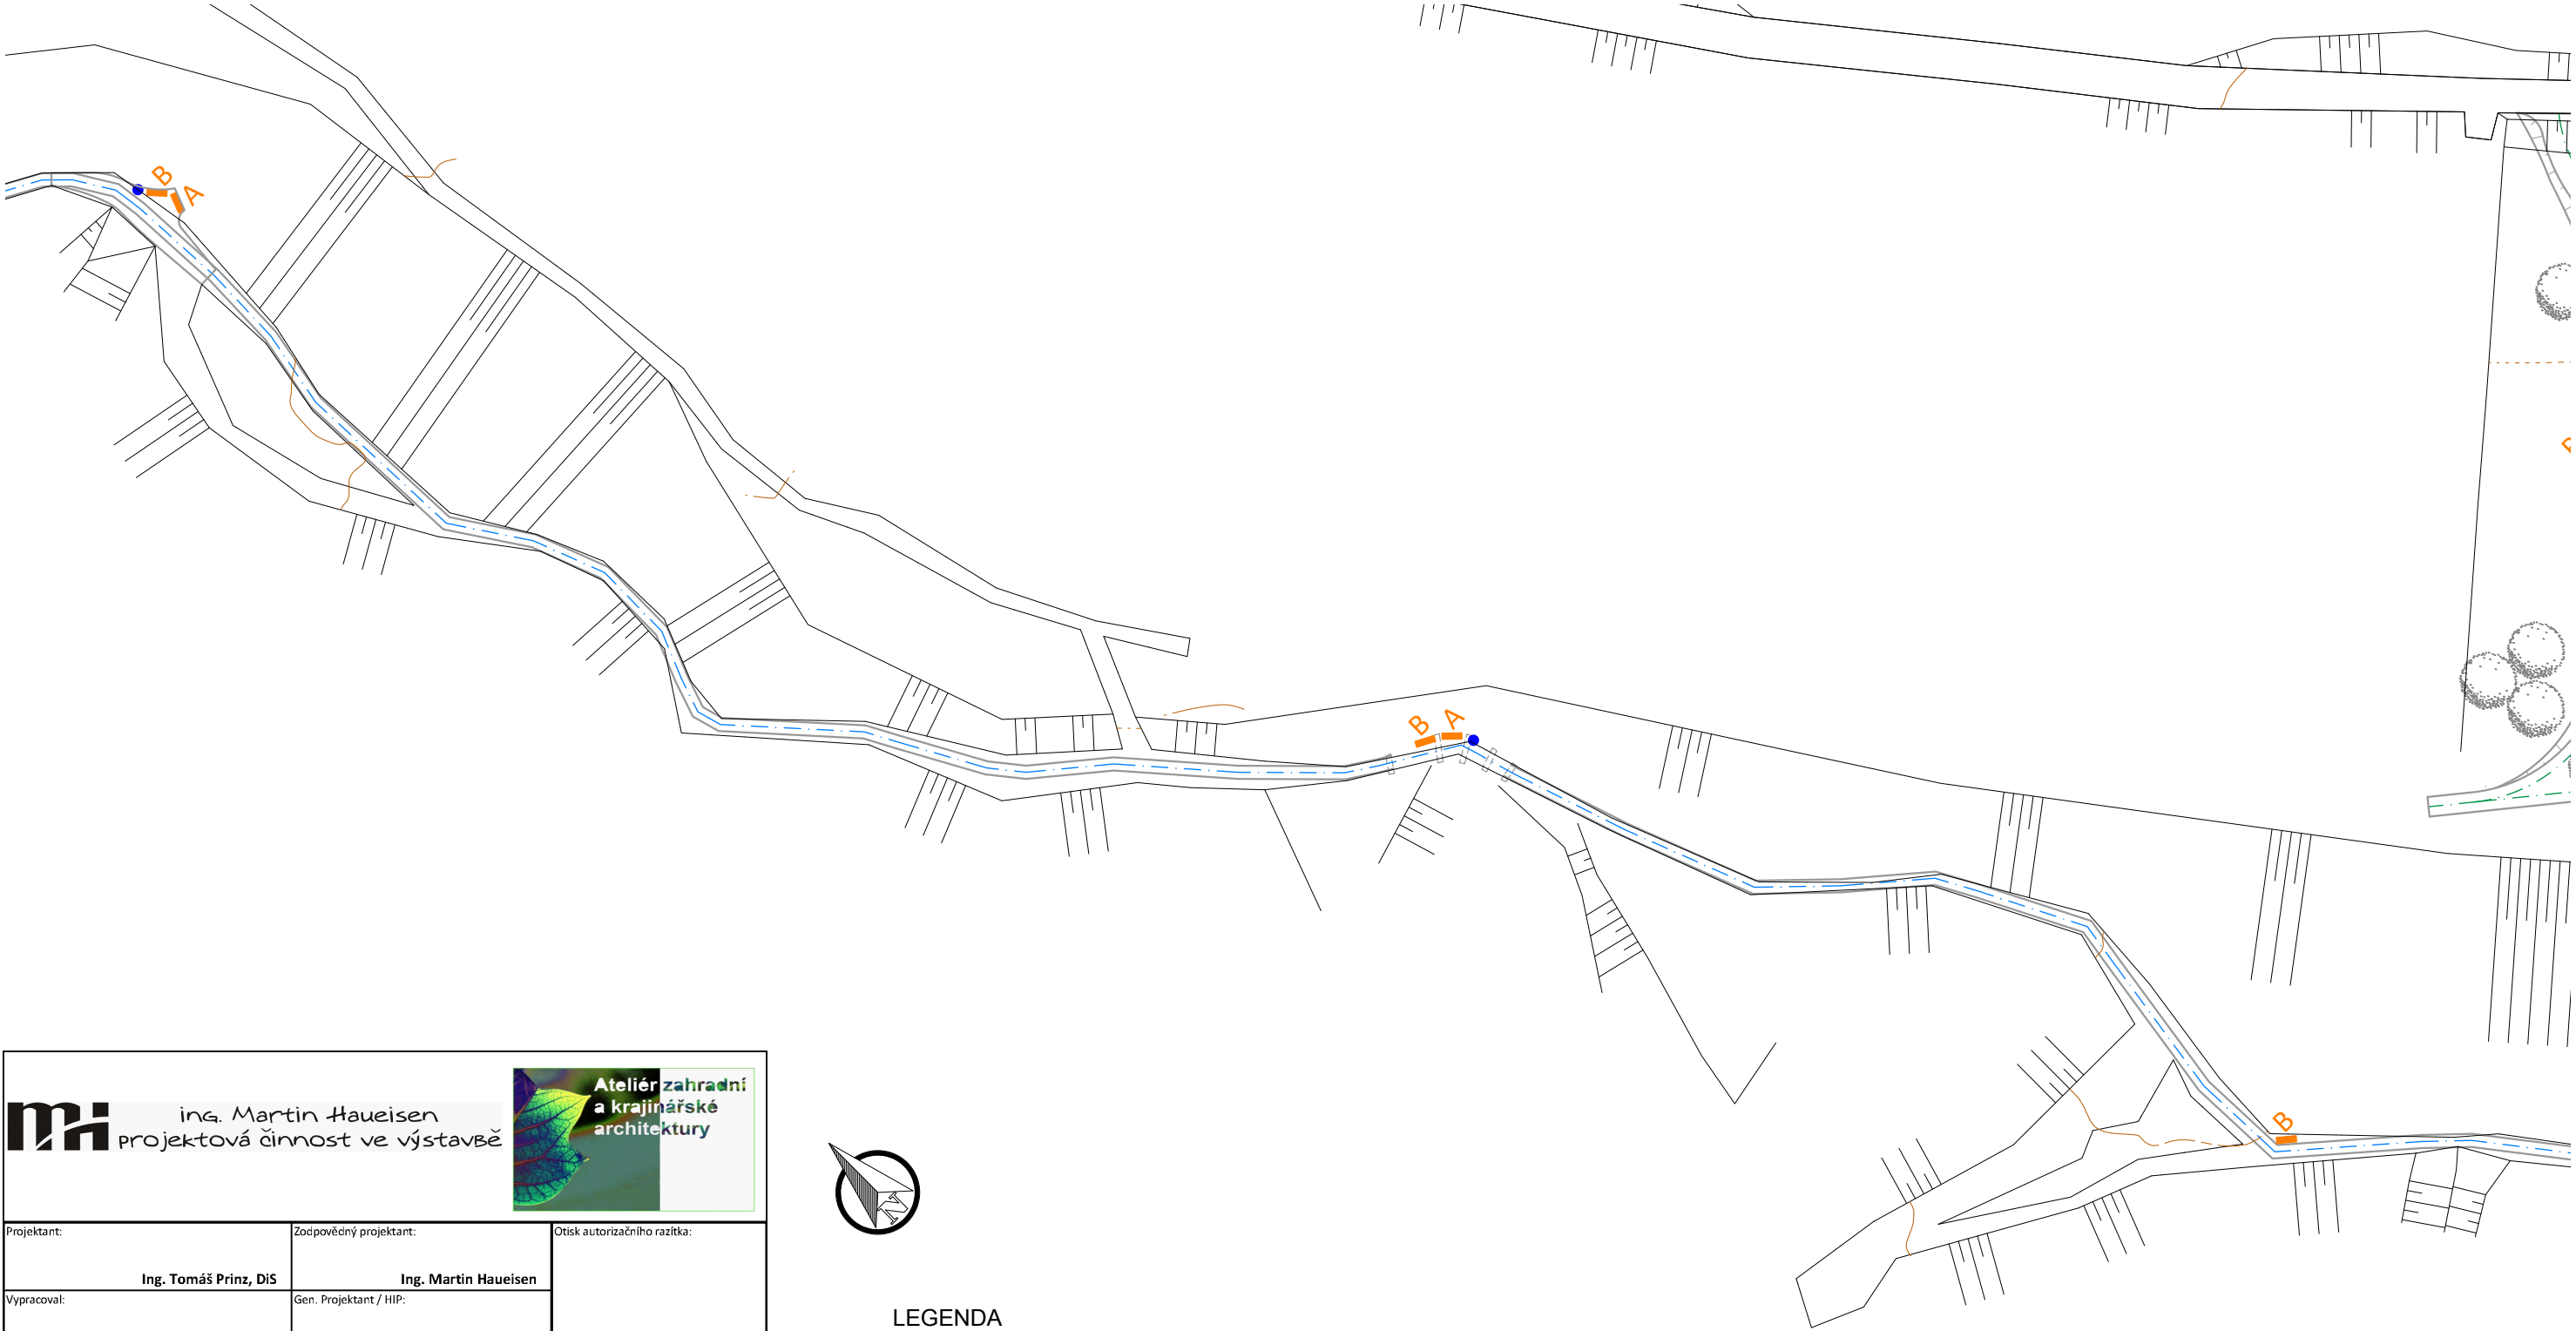 B
A
B
A
B
ing. Martin Haueisen
projektová činnost ve výstavbě
Ateliér zahradní
a krajinářské
architektury
N
Projektant:
Zodpovědný projektant:
Otisk autorizačního razítka:
Ing. Tomáš Prinz, DiS
Ing. Martin Haueisen
Vypracoval:
Gen. Projektant / HIP:
LEGENDA